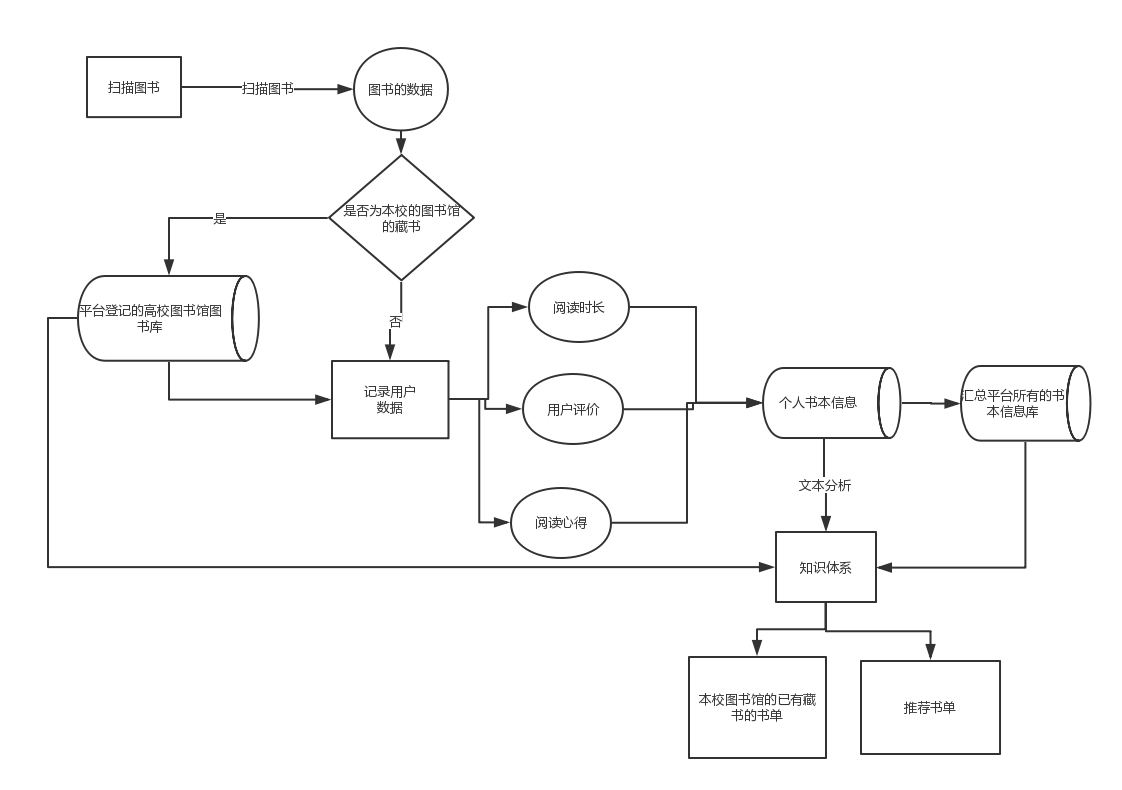 扫描图书
扫描图书
图书的数据
是否为本校的图书馆
的藏书
是
平台登记的高校图书馆图
书库
否
记录用户
数据
阅读时长
用户评价
阅读心得
个人书本信息
汇总平台所有的书
本信息库
文本分析
知识体系
本校图书馆的已有藏
书的书单
推荐书单